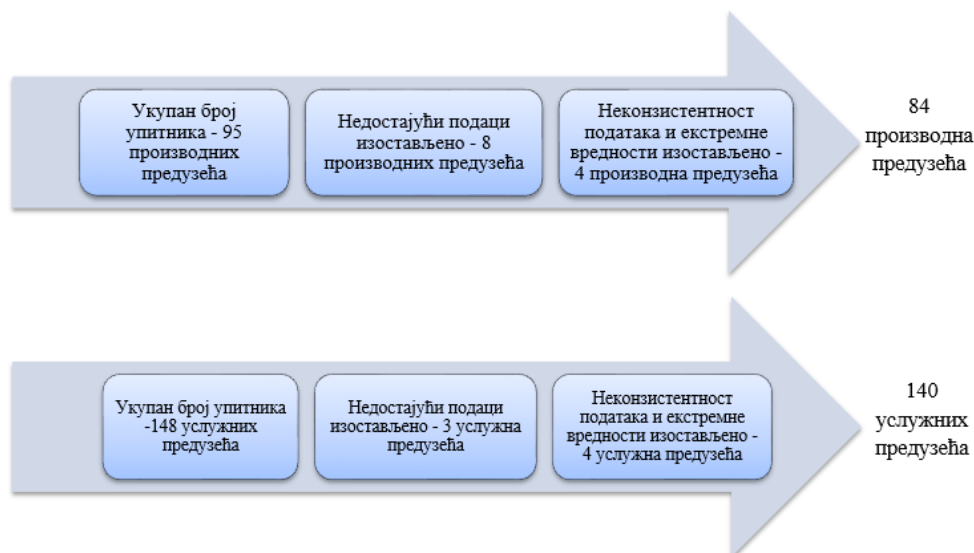 Укупан број
упитника - 95
производних
предузећа
Недостајући подаци
изостављено - 8
производних предузећа
Неконзистентност
података и екстремне
вредности изостављено -
4 производна предузећа
84
производна
предузећа
Укупан број упитника
-148 услужних
предузећа
Недостајући подаци
изостављено - 3 услужна
предузећа
Неконзистентност
података и екстремне
вредности изостављено -
4 услужна предузећа
140
услужних
предузећа